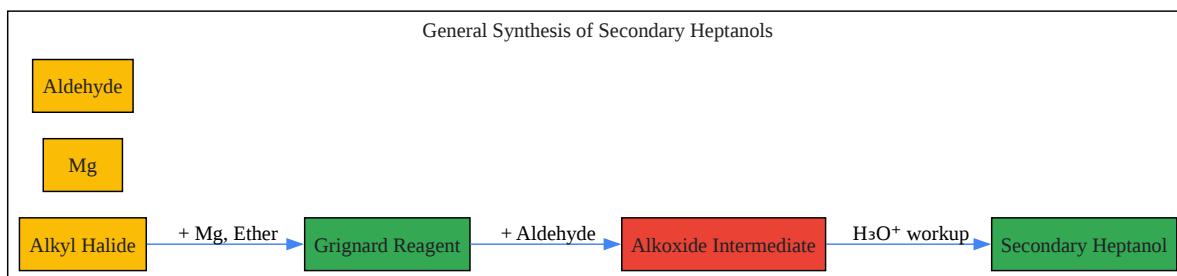 General Synthesis of Secondary Heptanols
Aldehyde
Mg
Alkyl Halide
+ Mg, Ether
Grignard Reagent
+ Aldehyde
Alkoxide Intermediate
H₃O⁺ workup
Secondary Heptanol